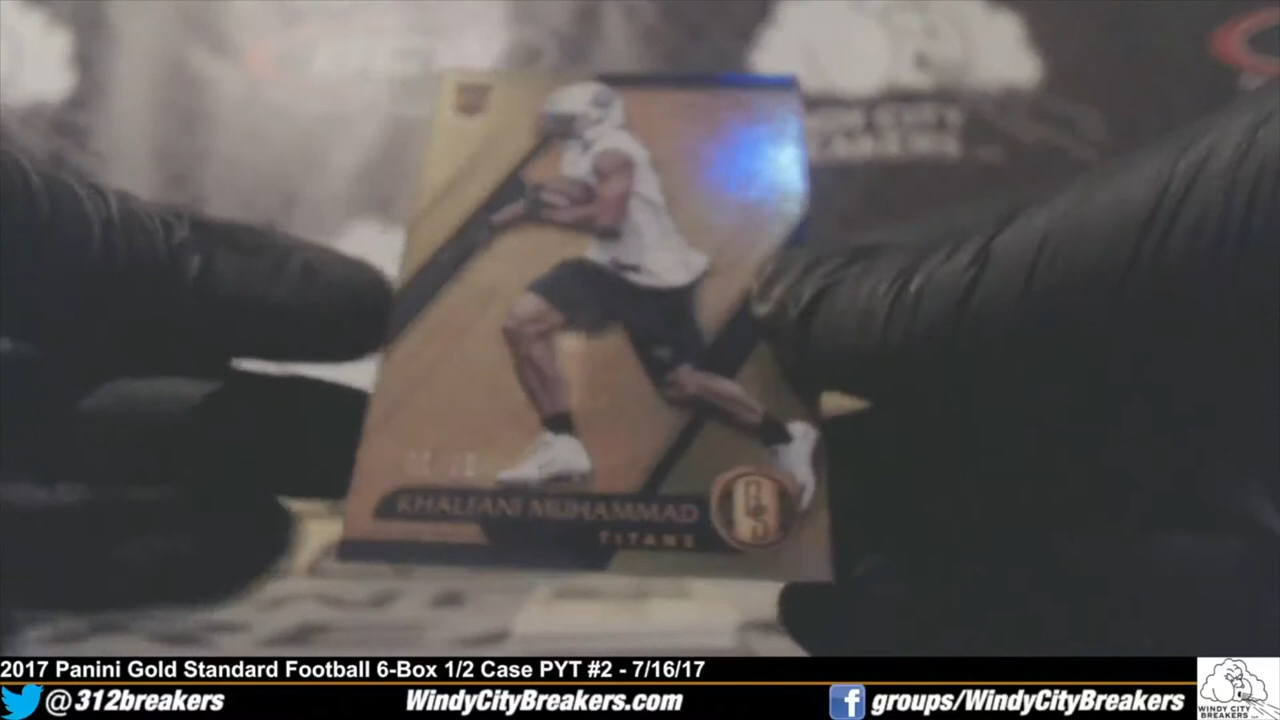 KHALFANI MUHAMMAD
TITANS
GS
2017 Panini Gold Standard Football 6-Box 1/2 Case PYT #2 - 7/16/17
@312breakers
WindyCityBreakers.com
groups/WindyCityBreakers
WINDY CITY
BREAKERS